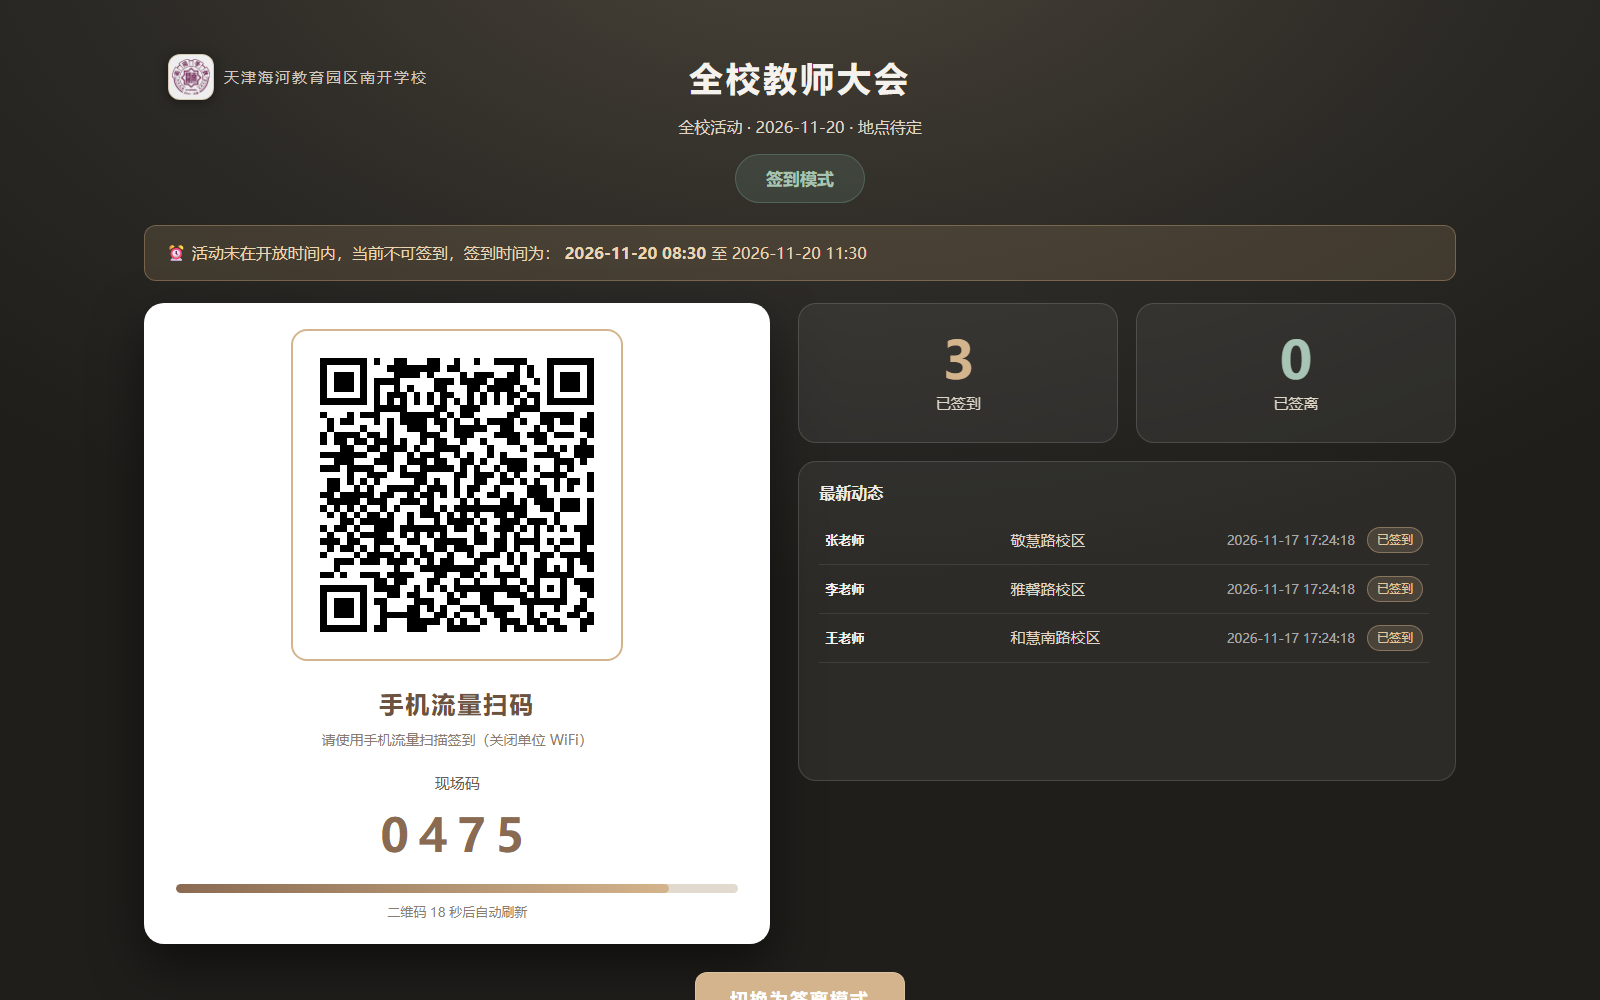 天津海河教育园区南开学校
全校教师大会
全校活动 · 2026-11-20 · 地点待定
签到模式
⏰ 活动未在开放时间内，当前不可签到，签到时间为： 2026-11-20 08:30 至 2026-11-20 11:30
手机流量扫码
请使用手机流量扫描签到（关闭单位 WiFi）
现场码
0475
二维码 18 秒后自动刷新
3
已签到
0
已签离
最新动态
张老师 敬慧路校区 2026-11-17 17:24:18 已签到
李老师 雅馨路校区 2026-11-17 17:24:18 已签到
王老师 和慧南路校区 2026-11-17 17:24:18 已签到
切换为签离模式